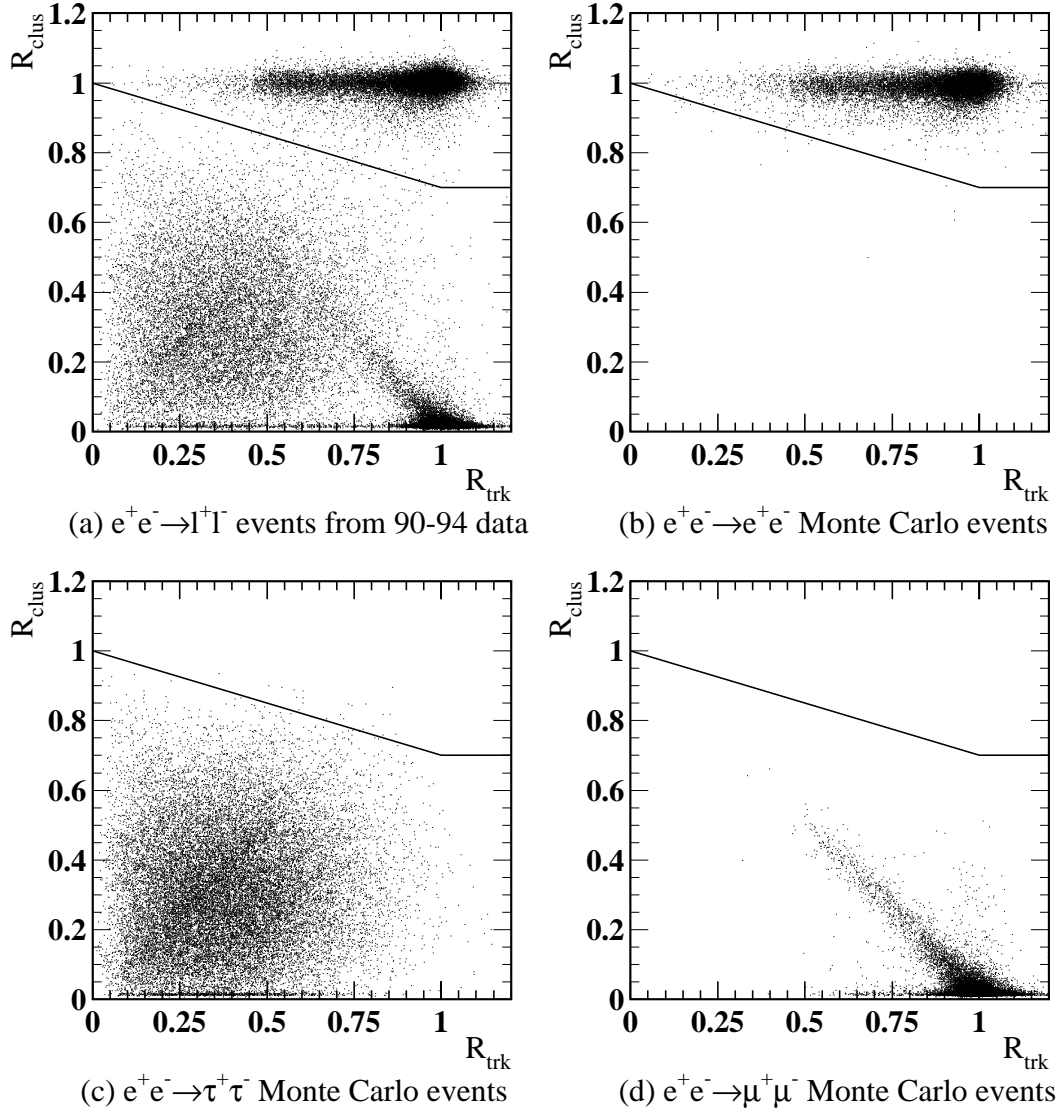 R_clus
1.2
1
0.8
0.6
0.4
0.2
0
0 0.25 0.5 0.75 1
R_trk
(a) e⁺e⁻→l⁺l⁻ events from 90-94 data
R_clus
1.2
1
0.8
0.6
0.4
0.2
0
0 0.25 0.5 0.75 1
R_trk
(b) e⁺e⁻→e⁺e⁻ Monte Carlo events
R_clus
1.2
1
0.8
0.6
0.4
0.2
0
0 0.25 0.5 0.75 1
R_trk
(c) e⁺e⁻→τ⁺τ⁻ Monte Carlo events
R_clus
1.2
1
0.8
0.6
0.4
0.2
0
0 0.25 0.5 0.75 1
R_trk
(d) e⁺e⁻→μ⁺μ⁻ Monte Carlo events